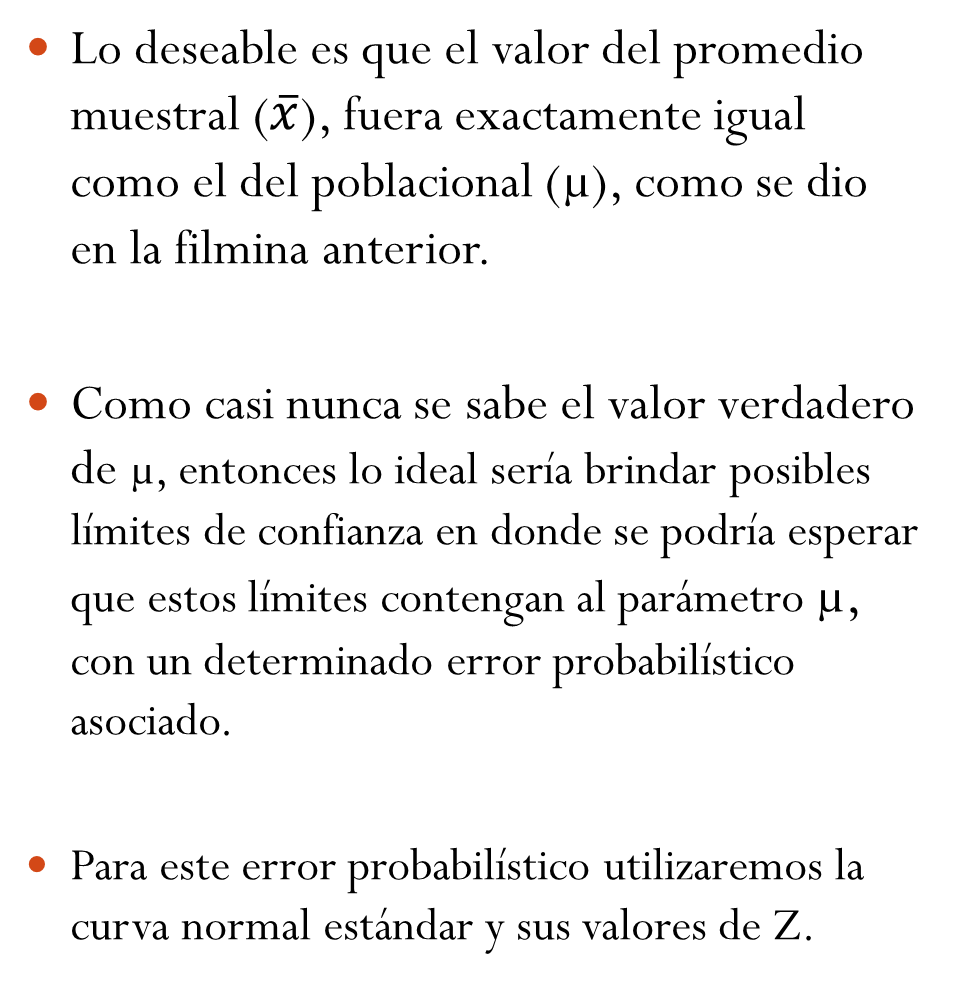 • Lo deseable es que el valor del promedio
muestral (x̄), fuera exactamente igual
como el del poblacional (µ), como se dio
en la filmina anterior.
• Como casi nunca se sabe el valor verdadero
de µ, entonces lo ideal sería brindar posibles
límites de confianza en donde se podría esperar
que estos límites contengan al parámetro µ,
con un determinado error probabilístico
asociado.
• Para este error probabilístico utilizaremos la
curva normal estándar y sus valores de Z.